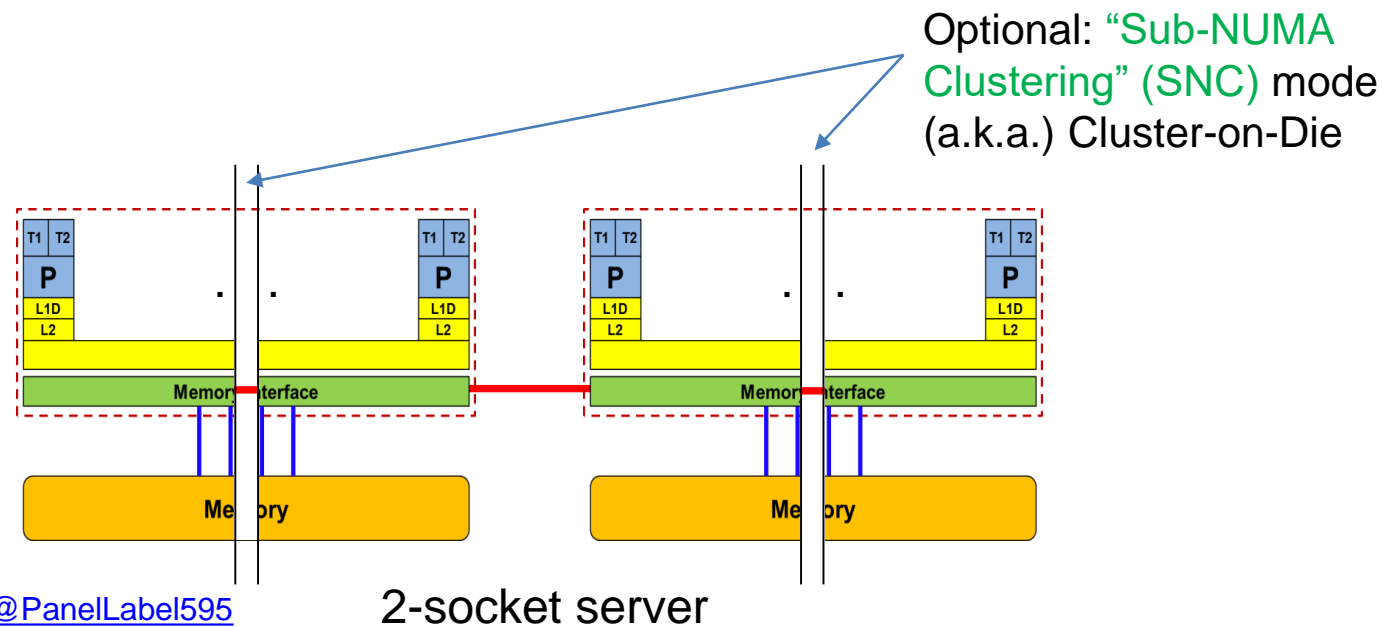 Optional: “Sub-NUMA
Clustering” (SNC) mode
(a.k.a.) Cluster-on-Die
T1 T2 T1 T2 T1 T2 T1 T2
P P P P
. . . .
L1D L1D L1D L1D
L2 L2 L2 L2
Memory nterface Memory nterface
Me ory Me ory
@PanelLabel595 2-socket server